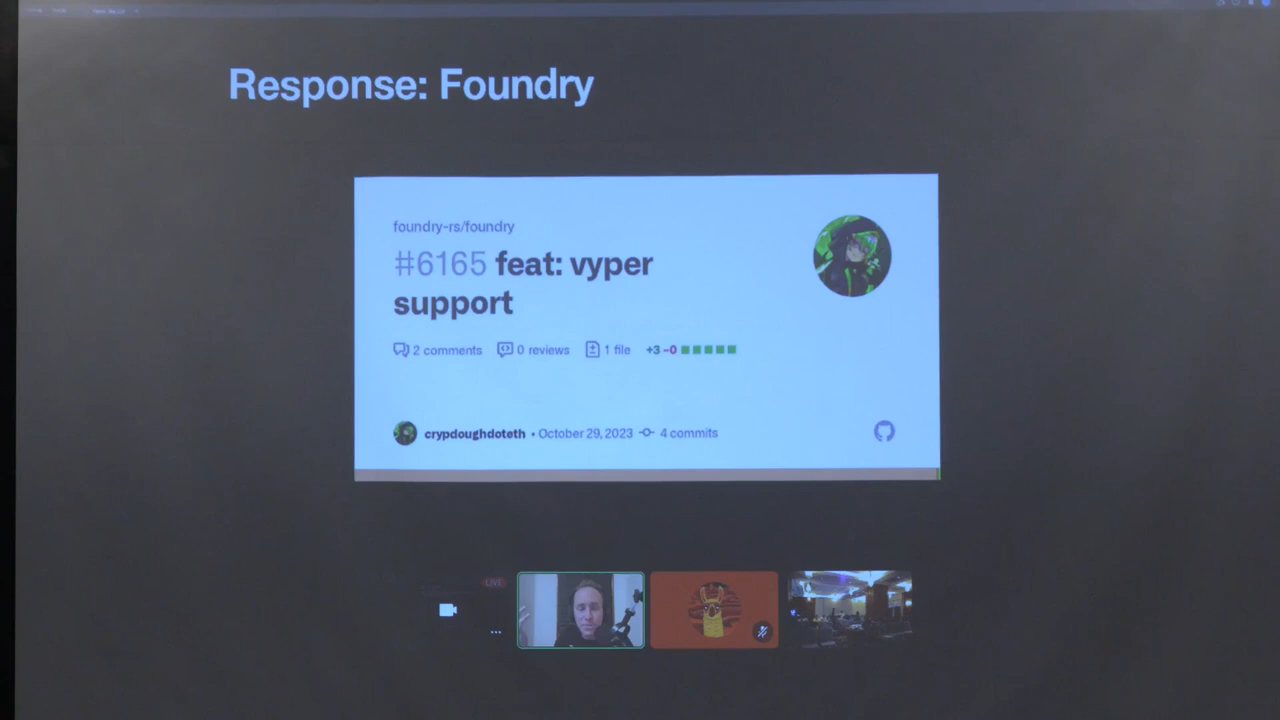 Response: Foundry
foundry-rs/foundry
#6165 feat: vyper
support
2 comments 0 reviews 1 file +3 -0
crypdoughdoteth • October 29, 2023 4 commits
LIVE
...